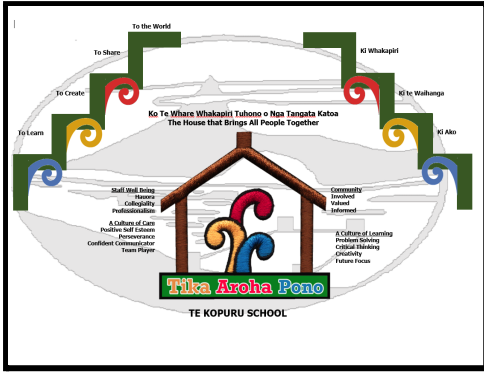 To the World
To Share
To Create
To Learn
Ki Whakapiri
Ki te Waihanga
Ki Ako
Ko Te Whare Whakapiri Tuhono o Nga Tangata Katoa
The House that Brings All People Together
Staff Well Being
Hauora
Collegiality
Professionalism
A Culture of Care
Positive Self Esteem
Perseverance
Confident Communicator
Team Player
Community
Involved
Valued
Informed
A Culture of Learning
Problem Solving
Critical Thinking
Creativity
Future Focus
Tika Aroha Pono
TE KOPURU SCHOOL